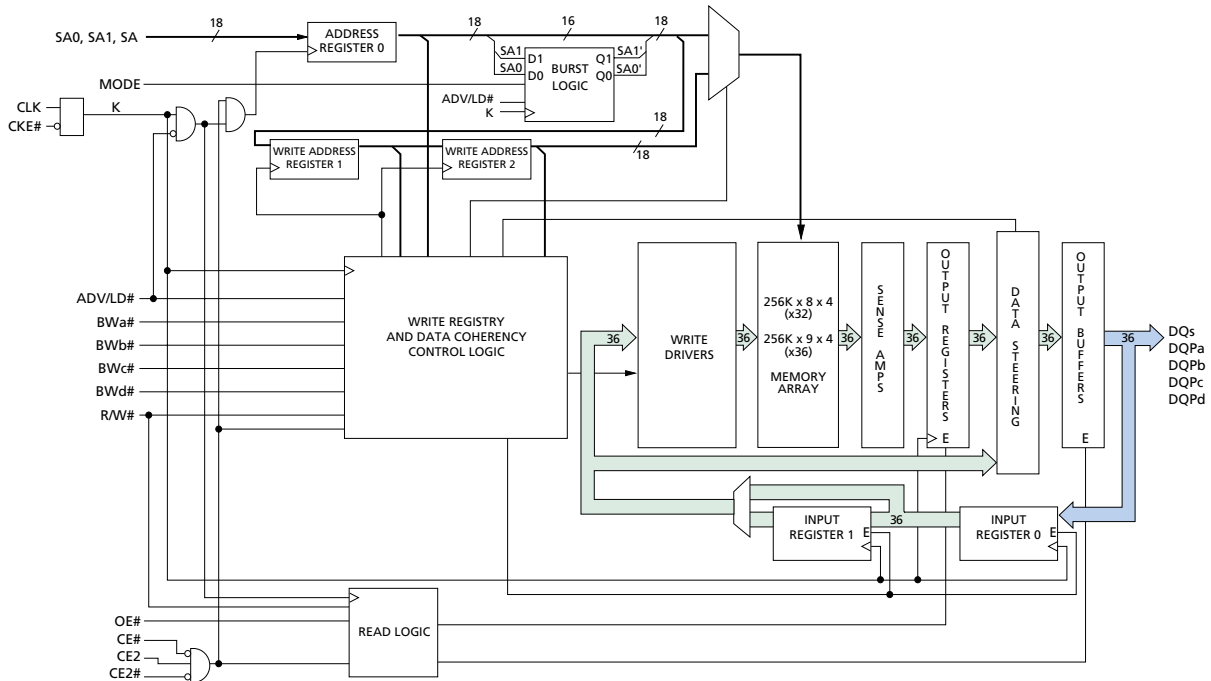 18
SA0, SA1, SA
ADDRESS
REGISTER 0
18
16
18
SA1
SA0
D1
D0
BURST
LOGIC
Q1
Q0
SA1'
SA0'
MODE
ADV/LD#
K
CLK
CKE#
K
18
18
WRITE ADDRESS
REGISTER 1
WRITE ADDRESS
REGISTER 2
ADV/LD#
BWa#
BWb#
BWc#
BWd#
R/W#
WRITE REGISTRY
AND DATA COHERENCY
CONTROL LOGIC
36
WRITE
DRIVERS
36
256K x 8 x 4
(x32)
256K x 9 x 4
(x36)
MEMORY
ARRAY
36
SENSE AMPS
36
OUTPUT REGISTERS
E
36
DATA STEERING
36
OUTPUT BUFFERS
E
36
DQs
DQPa
DQPb
DQPc
DQPd
INPUT
REGISTER 1
E
36
INPUT
REGISTER 0
E
OE#
CE#
CE2
CE2#
READ LOGIC